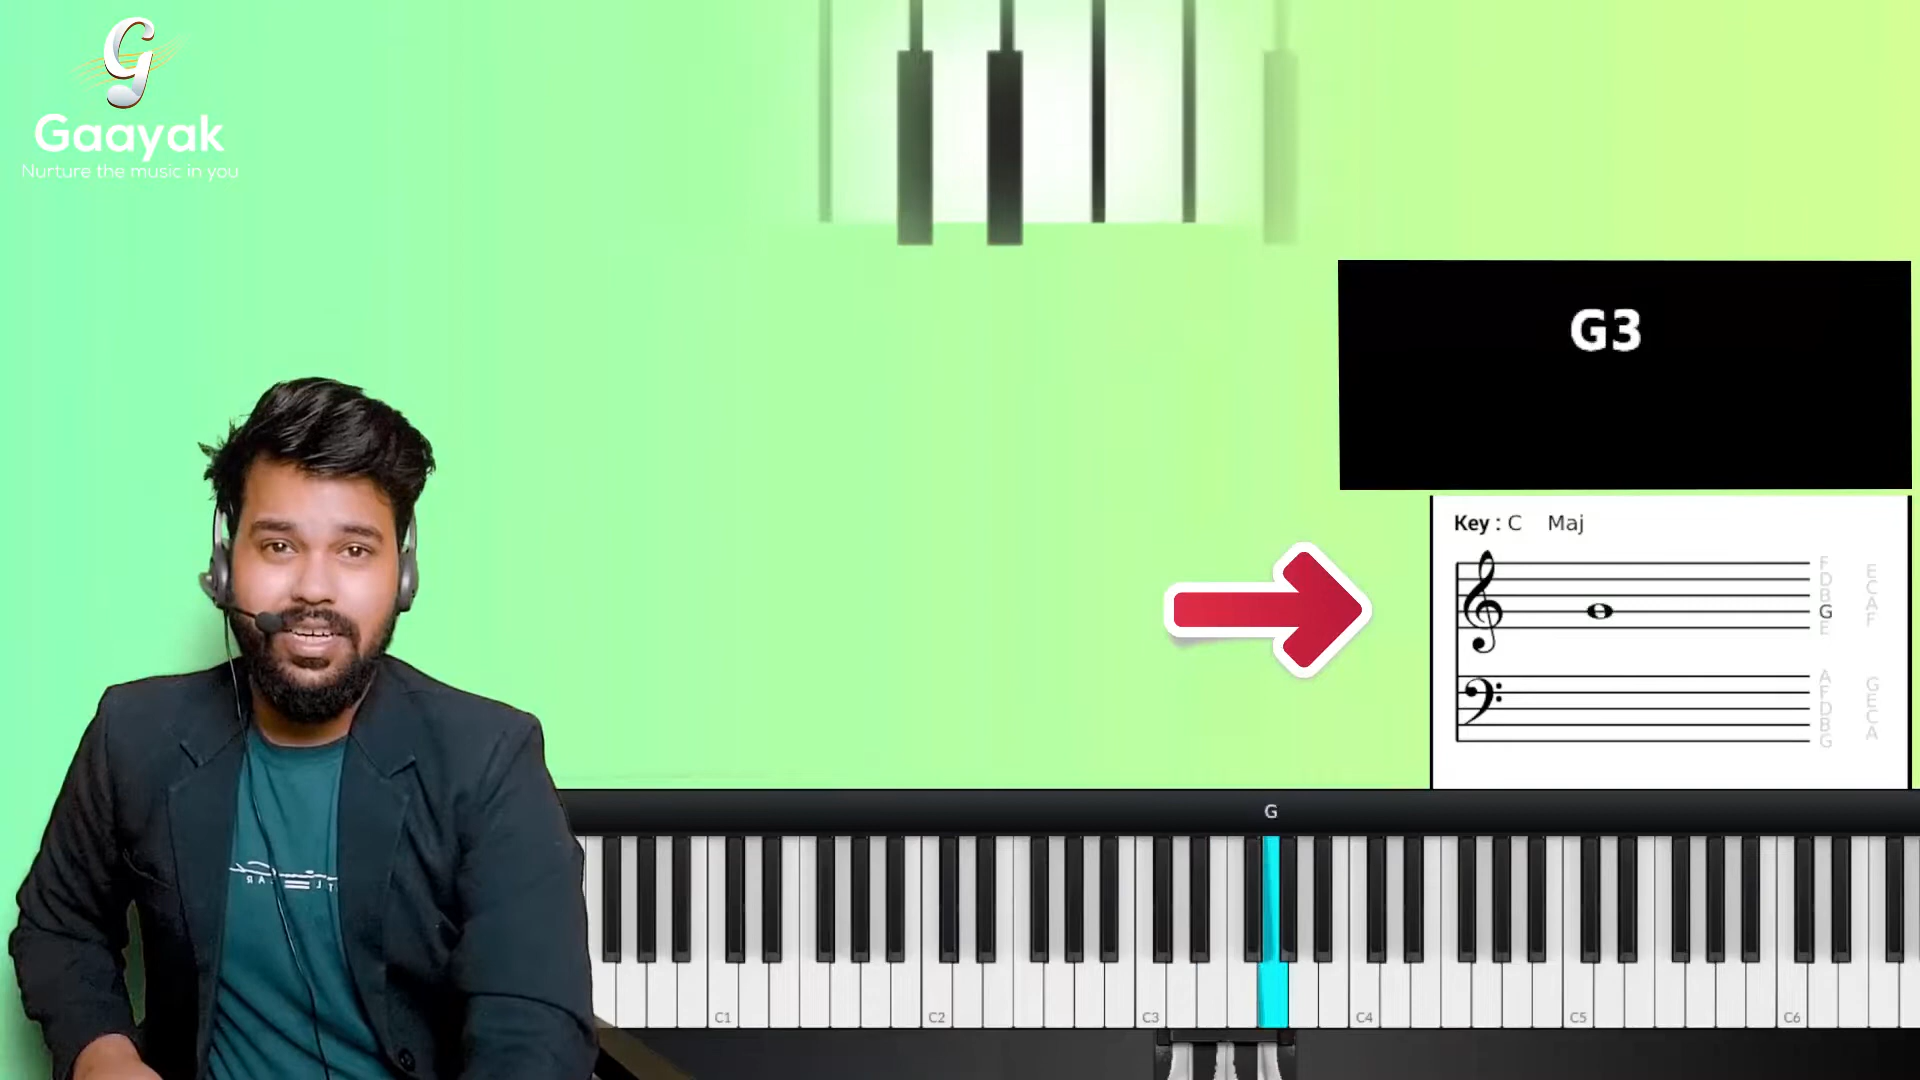 Gaayak
Nurture the music in you
G3
Key : C Maj
F
D
B
G
E
E
C
A
F
A
F
D
B
G
G
E
C
A
G
C1
C2
C3
C4
C5
C6